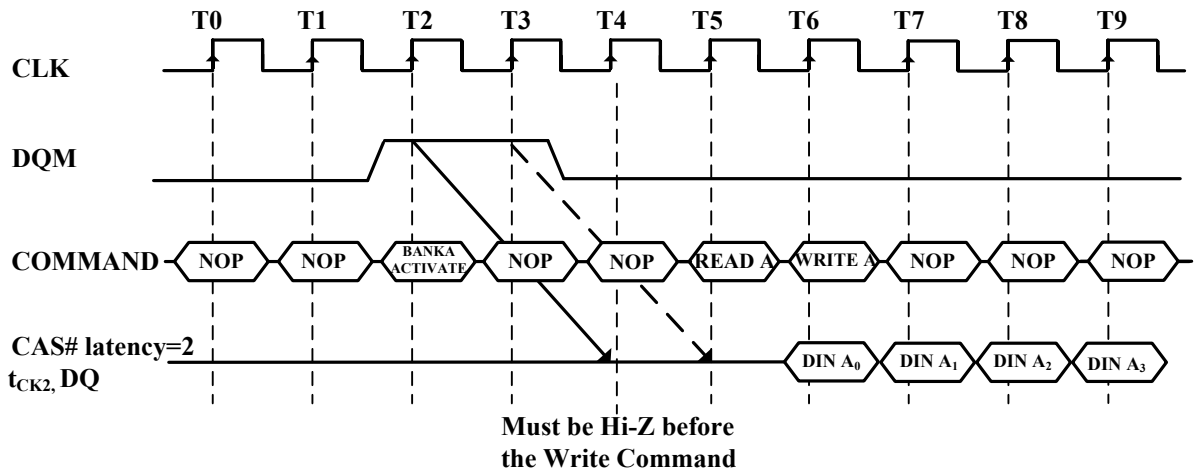 T0 T1 T2 T3 T4 T5 T6 T7 T8 T9
CLK
DQM
COMMAND NOP NOP BANKA ACTIVATE NOP NOP READ A WRITE A NOP NOP NOP
CAS# latency=2
tCK2, DQ DIN A0 DIN A1 DIN A2 DIN A3
Must be Hi-Z before
the Write Command